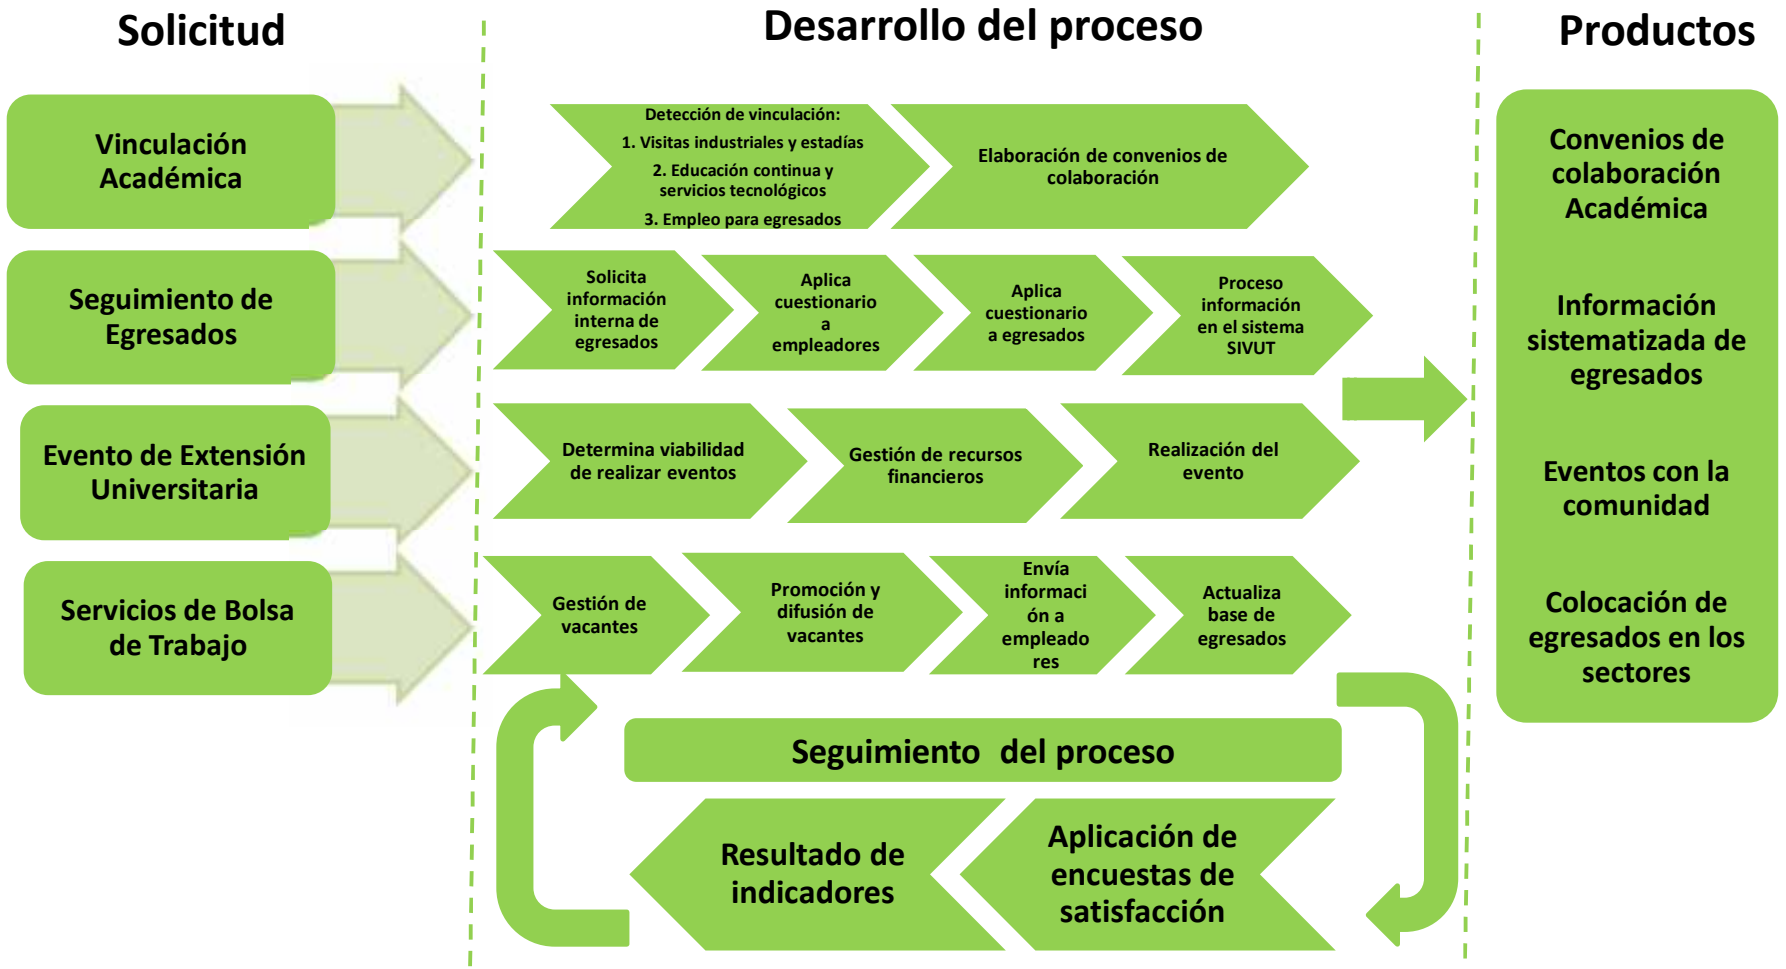 Solicitud
Desarrollo del proceso
Productos
Vinculación
Académica
Detección de vinculación:
1. Visitas industriales y estadías
2. Educación continua y
servicios tecnológicos
3. Empleo para egresados
Elaboración de convenios de
colaboración
Seguimiento de
Egresados
Solicita
información
interna de
egresados
Aplica
cuestionario
a
empleadores
Aplica
cuestionario
a egresados
Proceso
información
en el sistema
SIVUT
Evento de Extensión
Universitaria
Determina viabilidad
de realizar eventos
Gestión de recursos
financieros
Realización del
evento
Servicios de Bolsa
de Trabajo
Gestión de
vacantes
Promoción y
difusión de
vacantes
Envía
informaci
ón a
empleado
res
Actualiza
base de
egresados
Convenios de
colaboración
Académica
Información
sistematizada de
egresados
Eventos con la
comunidad
Colocación de
egresados en los
sectores
Seguimiento  del proceso
Resultado de
indicadores
Aplicación de
encuestas de
satisfacción